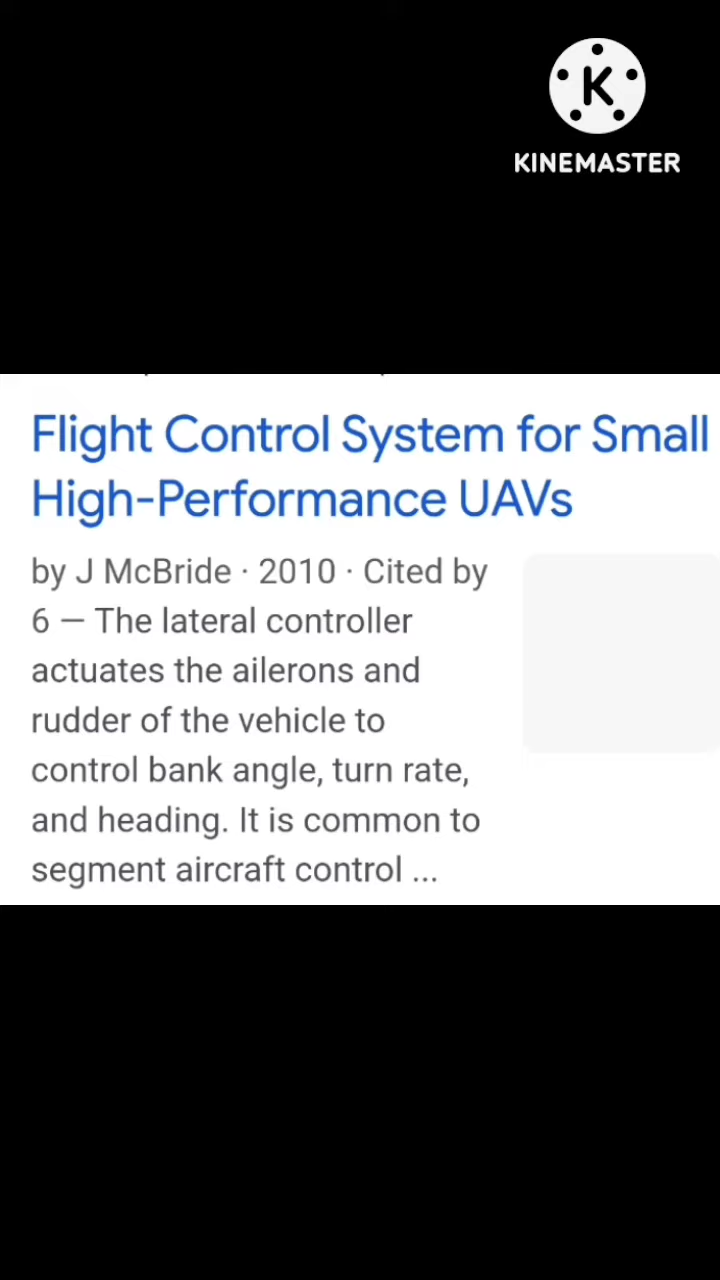 K
KINEMASTER
Flight Control System for Small
High-Performance UAVs
by J McBride · 2010 · Cited by
6 — The lateral controller
actuates the ailerons and
rudder of the vehicle to
control bank angle, turn rate,
and heading. It is common to
segment aircraft control ...